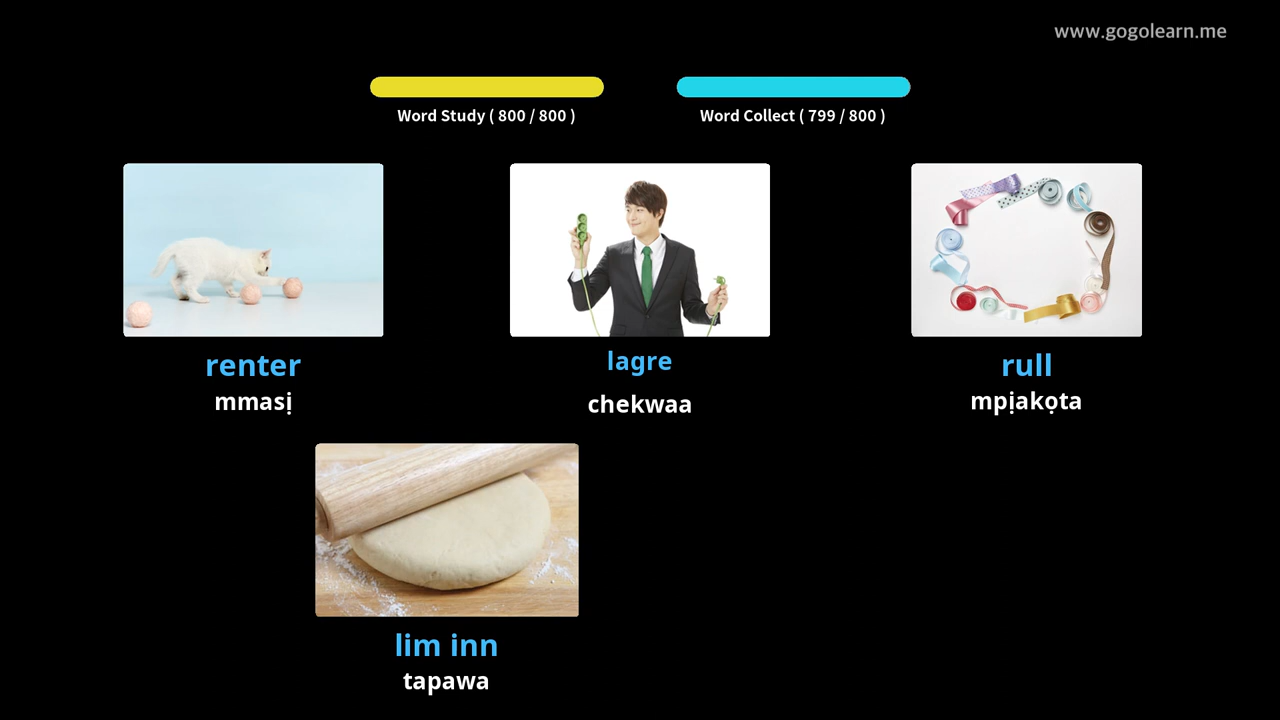 www.gogolearn.me
Word Study ( 800 / 800 )
Word Collect ( 799 / 800 )
renter
mmasị
lagre
chekwaa
rull
mpịakọta
lim inn
tapawa